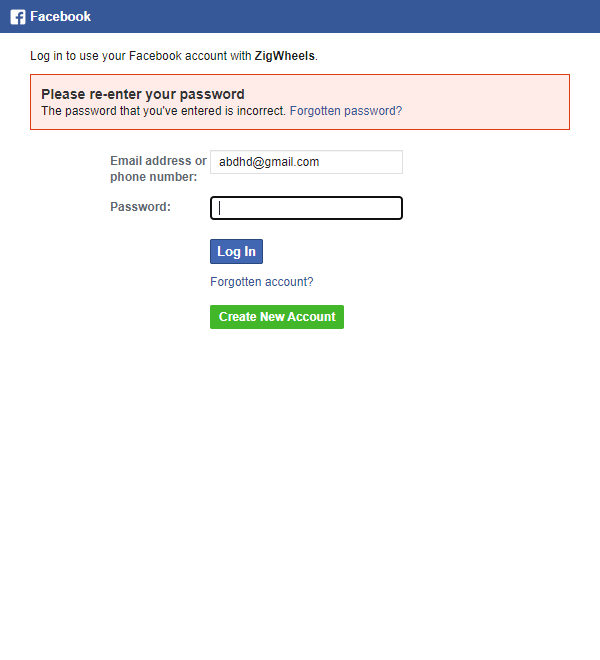 Facebook
Log in to use your Facebook account with ZigWheels.
Please re-enter your password
The password that you've entered is incorrect. Forgotten password?
Email address or
phone number:
abdhd@gmail.com
Password:
Log In
Forgotten account?
Create New Account